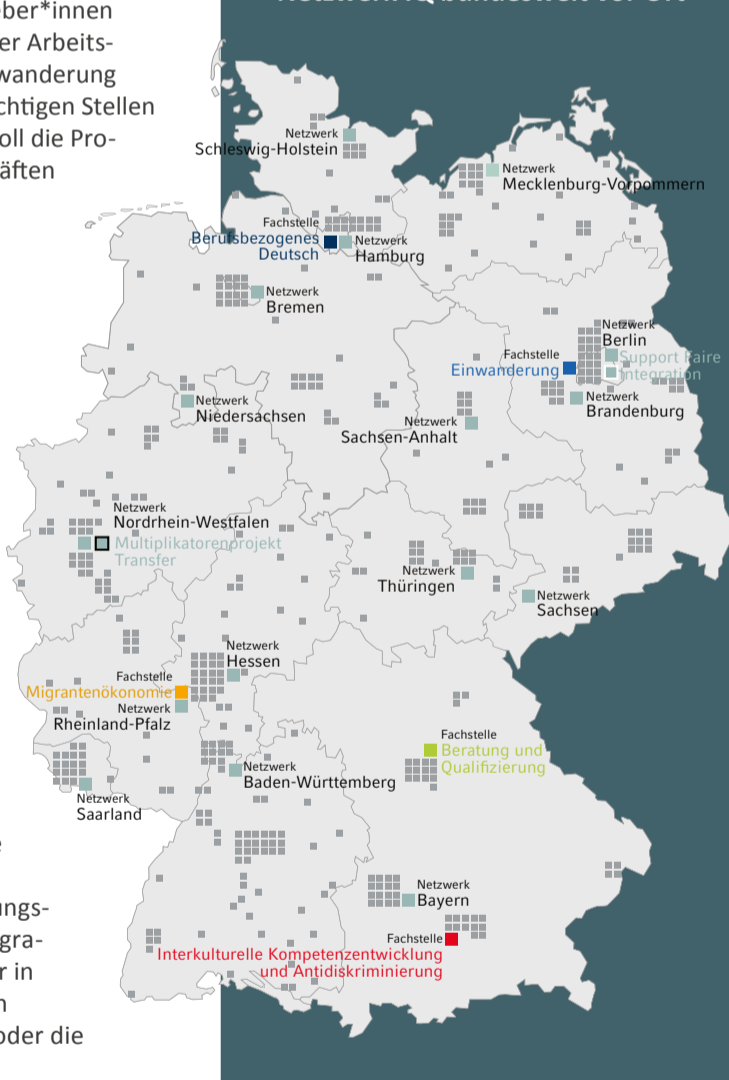 ber*innen
er Arbeits-
wanderung
chtigen Stellen
oll die Pro-
äften
Netzwerk
Schleswig-Holstein
Netzwerk
Mecklenburg-Vorpommern
Fachstelle
Berufsbezogenes
Deutsch
Netzwerk
Hamburg
Netzwerk
Bremen
Netzwerk
Berlin
Support Faire
Integration
Fachstelle
Einwanderung
Netzwerk
Brandenburg
Netzwerk
Niedersachsen
Netzwerk
Sachsen-Anhalt
Netzwerk
Nordrhein-Westfalen
Multiplikatorenprojekt
Transfer
Netzwerk
Thüringen
Netzwerk
Sachsen
Netzwerk
Hessen
Fachstelle
Migrantenökonomie
Netzwerk
Rheinland-Pfalz
Fachstelle
Beratung und
Qualifizierung
Netzwerk
Baden-Württemberg
Netzwerk
Saarland
Netzwerk
Bayern
Fachstelle
Interkulturelle Kompetenzentwicklung
und Antidiskriminierung
e
ungs-
gra-
r in
n
oder die